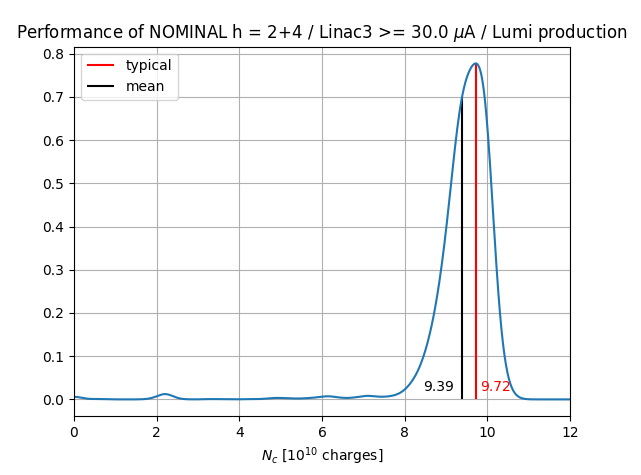 Performance of NOMINAL h = 2+4 / Linac3 >= 30.0 μA / Lumi production
typical
mean
0.8
0.7
0.6
0.5
0.4
0.3
0.2
0.1
0.0
9.39
9.72
0 2 4 6 8 10 12
N_c [10^10 charges]